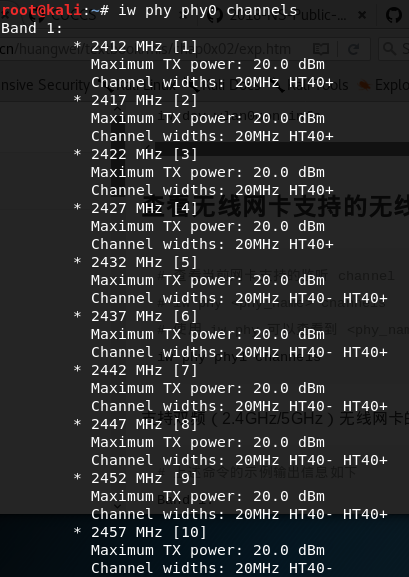 root@kali:~# iw phy phy0 channels
Band 1:
* 2412 MHz [1]
Maximum TX power: 20.0 dBm
Channel widths: 20MHz HT40+
* 2417 MHz [2]
Maximum TX power: 20.0 dBm
Channel widths: 20MHz HT40+
* 2422 MHz [3]
Maximum TX power: 20.0 dBm
Channel widths: 20MHz HT40+
* 2427 MHz [4]
Maximum TX power: 20.0 dBm
Channel widths: 20MHz HT40+
* 2432 MHz [5]
Maximum TX power: 20.0 dBm
Channel widths: 20MHz HT40- HT40+
* 2437 MHz [6]
Maximum TX power: 20.0 dBm
Channel widths: 20MHz HT40- HT40+
* 2442 MHz [7]
Maximum TX power: 20.0 dBm
Channel widths: 20MHz HT40- HT40+
* 2447 MHz [8]
Maximum TX power: 20.0 dBm
Channel widths: 20MHz HT40- HT40+
* 2452 MHz [9]
Maximum TX power: 20.0 dBm
Channel widths: 20MHz HT40- HT40+
* 2457 MHz [10]
Maximum TX power: 20.0 dBm
Channel widths: 20MHz HT40-